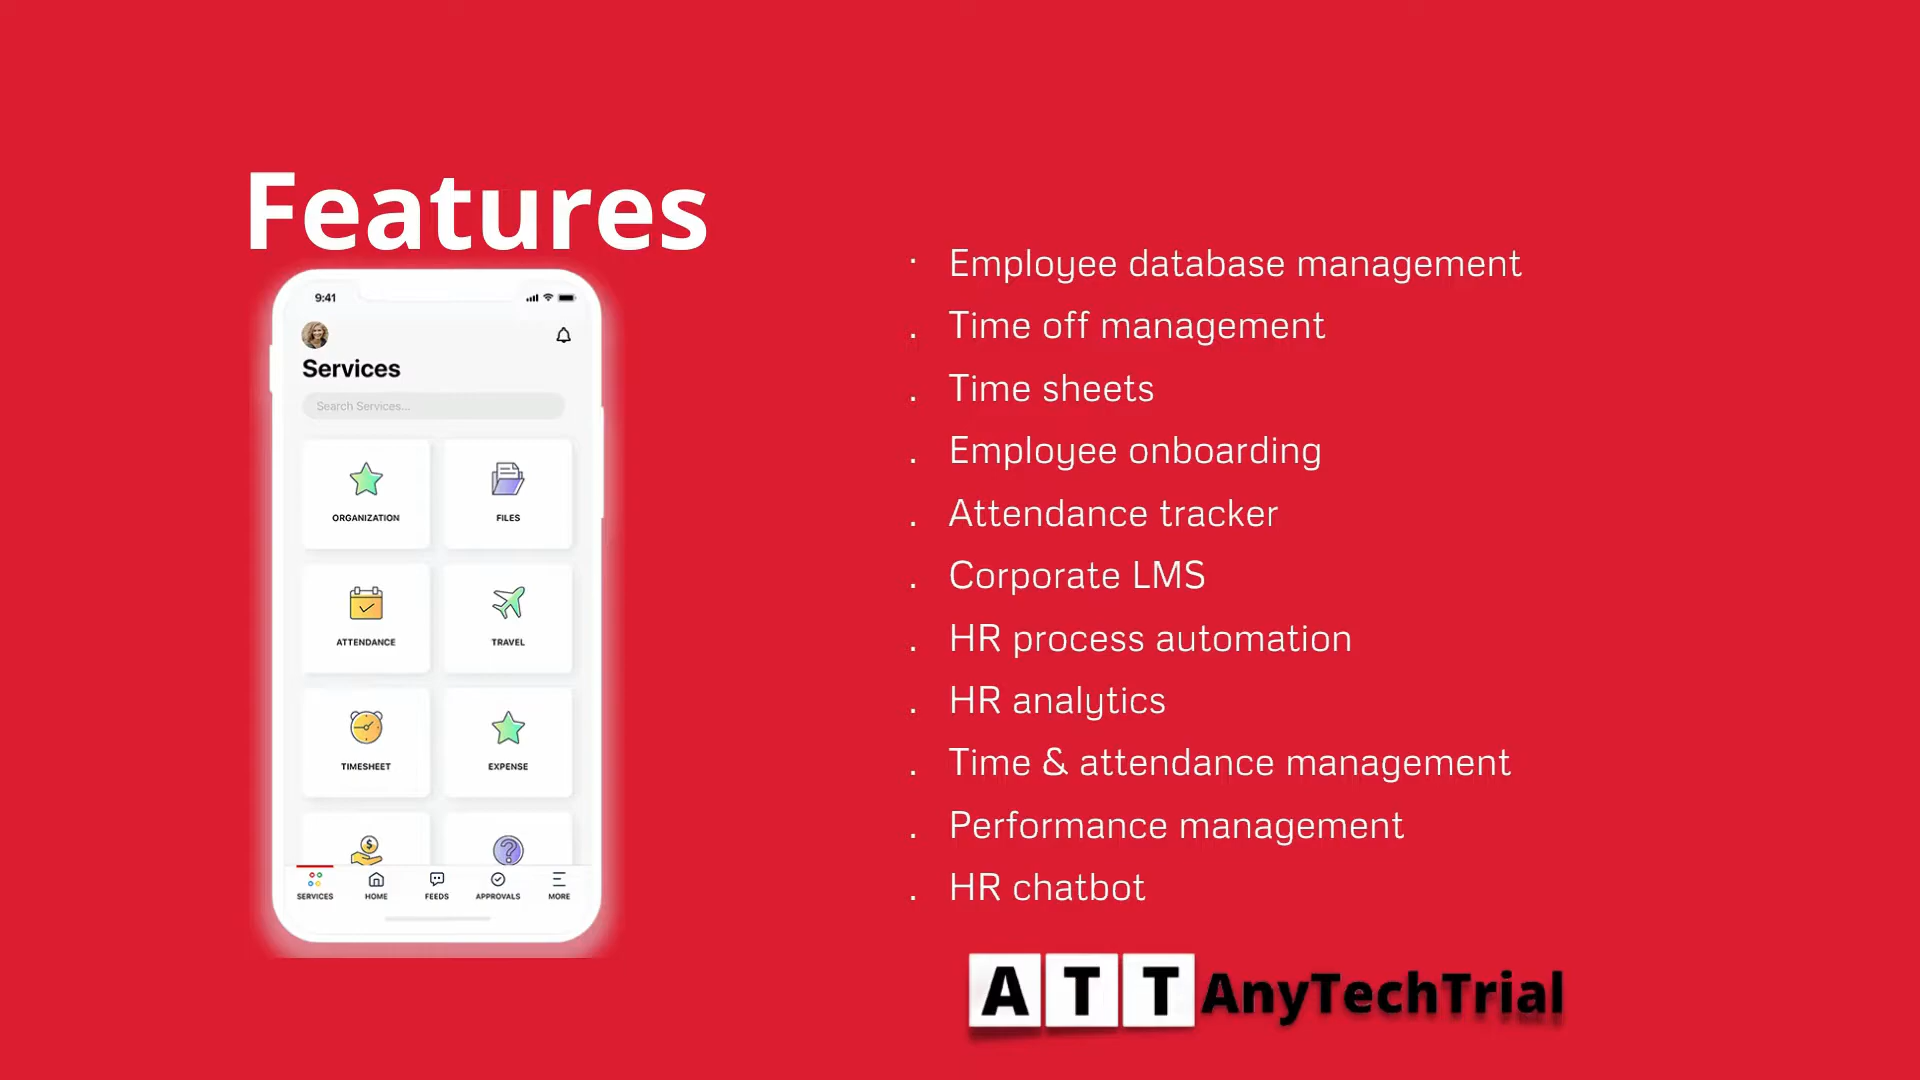 Features
9:41
Services
Search Services...
ORGANIZATION
FILES
ATTENDANCE
TRAVEL
TIMESHEET
EXPENSE
SERVICES
HOME
FEEDS
APPROVALS
MORE
· Employee database management
. Time off management
. Time sheets
. Employee onboarding
. Attendance tracker
. Corporate LMS
. HR process automation
. HR analytics
. Time & attendance management
. Performance management
. HR chatbot
ATT AnyTechTrial